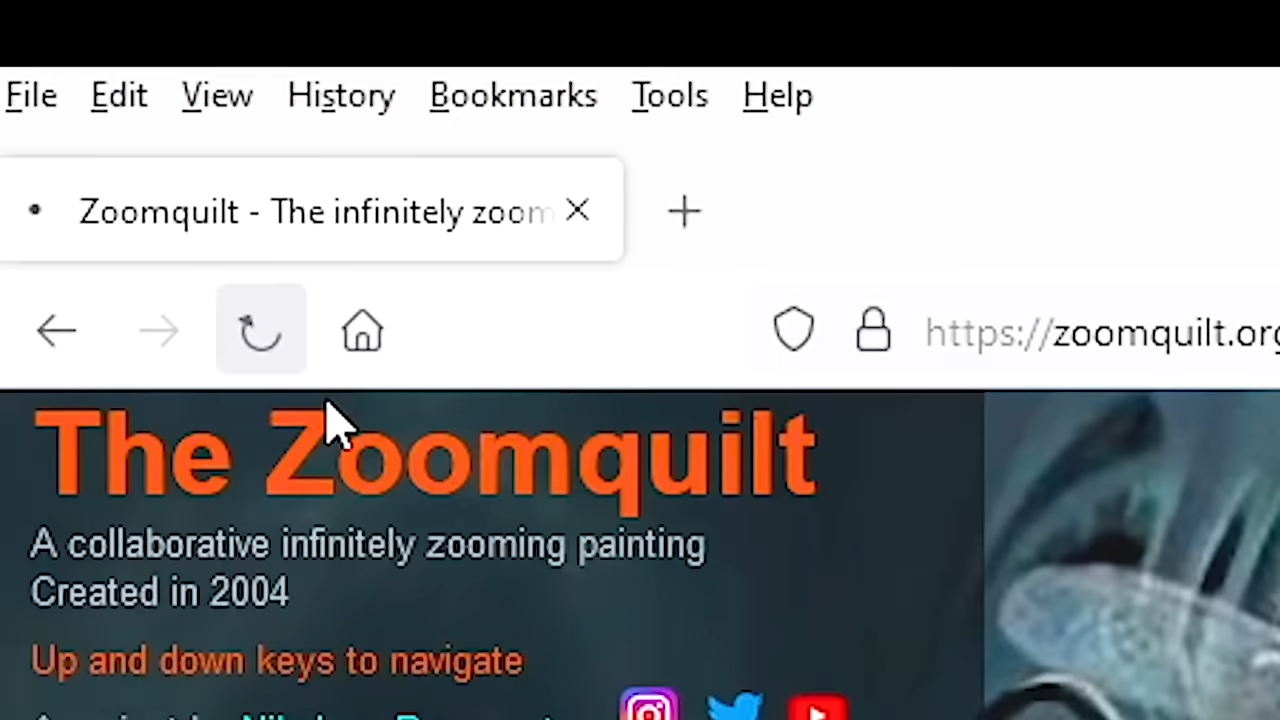 File Edit View History Bookmarks Tools Help
Zoomquilt - The infinitely zoom
https://zoomquilt.org
The Zoomquilt
A collaborative infinitely zooming painting
Created in 2004
Up and down keys to navigate